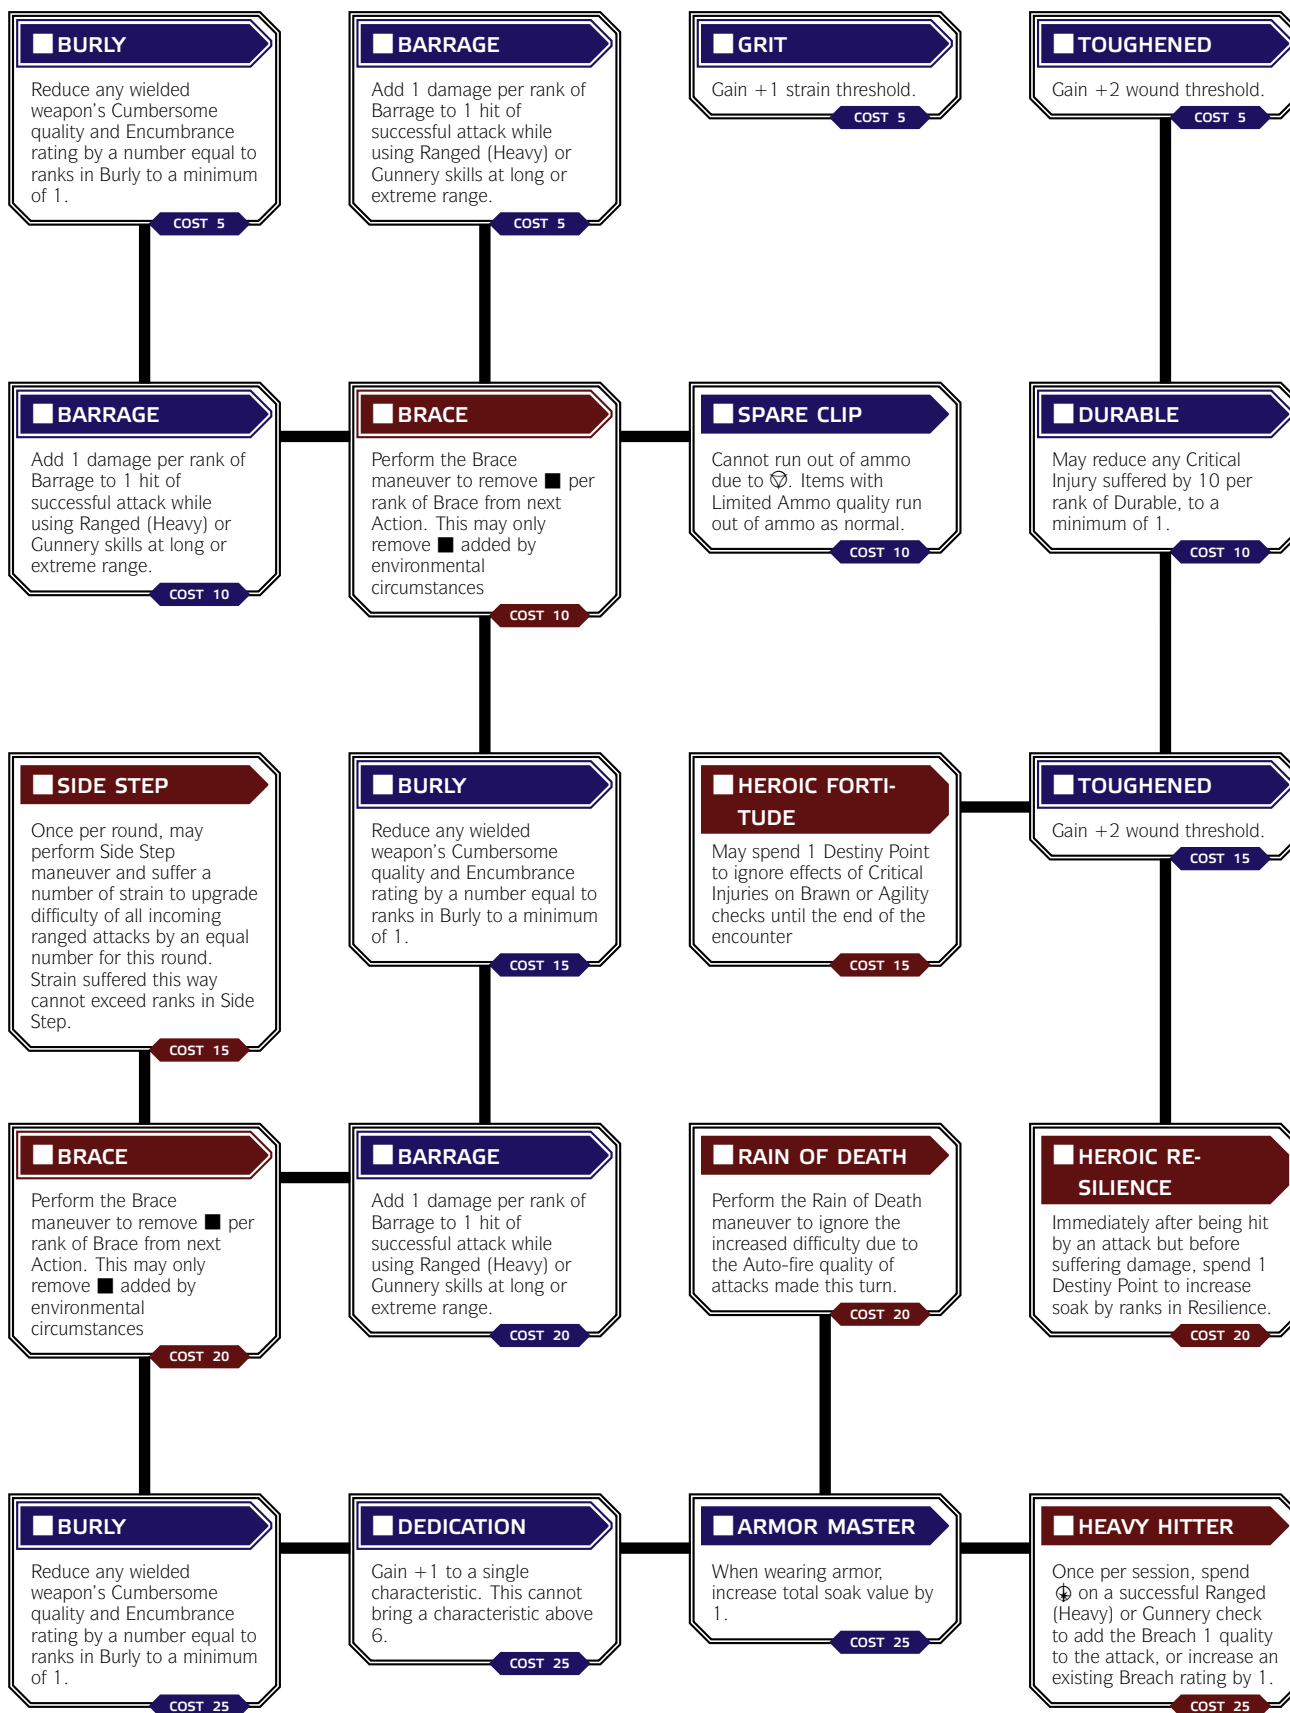 BURLY
Reduce any wielded
weapon's Cumbersome
quality and Encumbrance
rating by a number equal to
ranks in Burly to a minimum
of 1.
COST 5
BARRAGE
Add 1 damage per rank of
Barrage to 1 hit of
successful attack while
using Ranged (Heavy) or
Gunnery skills at long or
extreme range.
COST 5
GRIT
Gain +1 strain threshold.
COST 5
TOUGHENED
Gain +2 wound threshold.
COST 5
BARRAGE
Add 1 damage per rank of
Barrage to 1 hit of
successful attack while
using Ranged (Heavy) or
Gunnery skills at long or
extreme range.
COST 10
BRACE
Perform the Brace
maneuver to remove ■ per
rank of Brace from next
Action. This may only
remove ■ added by
environmental
circumstances
COST 10
SPARE CLIP
Cannot run out of ammo
due to . Items with
Limited Ammo quality run
out of ammo as normal.
COST 10
DURABLE
May reduce any Critical
Injury suffered by 10 per
rank of Durable, to a
minimum of 1.
COST 10
SIDE STEP
Once per round, may
perform Side Step
maneuver and suffer a
number of strain to upgrade
difficulty of all incoming
ranged attacks by an equal
number for this round.
Strain suffered this way
cannot exceed ranks in Side
Step.
COST 15
BURLY
Reduce any wielded
weapon's Cumbersome
quality and Encumbrance
rating by a number equal to
ranks in Burly to a minimum
of 1.
COST 15
HEROIC FORTI-
TUDE
May spend 1 Destiny Point
to ignore effects of Critical
Injuries on Brawn or Agility
checks until the end of the
encounter
COST 15
TOUGHENED
Gain +2 wound threshold.
COST 15
BRACE
Perform the Brace
maneuver to remove ■ per
rank of Brace from next
Action. This may only
remove ■ added by
environmental
circumstances
COST 20
BARRAGE
Add 1 damage per rank of
Barrage to 1 hit of
successful attack while
using Ranged (Heavy) or
Gunnery skills at long or
extreme range.
COST 20
RAIN OF DEATH
Perform the Rain of Death
maneuver to ignore the
increased difficulty due to
the Auto-fire quality of
attacks made this turn.
COST 20
HEROIC RE-
SILIENCE
Immediately after being hit
by an attack but before
suffering damage, spend 1
Destiny Point to increase
soak by ranks in Resilience.
COST 20
BURLY
Reduce any wielded
weapon's Cumbersome
quality and Encumbrance
rating by a number equal to
ranks in Burly to a minimum
of 1.
COST 25
DEDICATION
Gain +1 to a single
characteristic. This cannot
bring a characteristic above
6.
COST 25
ARMOR MASTER
When wearing armor,
increase total soak value by
1.
COST 25
HEAVY HITTER
Once per session, spend
on a successful Ranged
(Heavy) or Gunnery check
to add the Breach 1 quality
to the attack, or increase an
existing Breach rating by 1.
COST 25